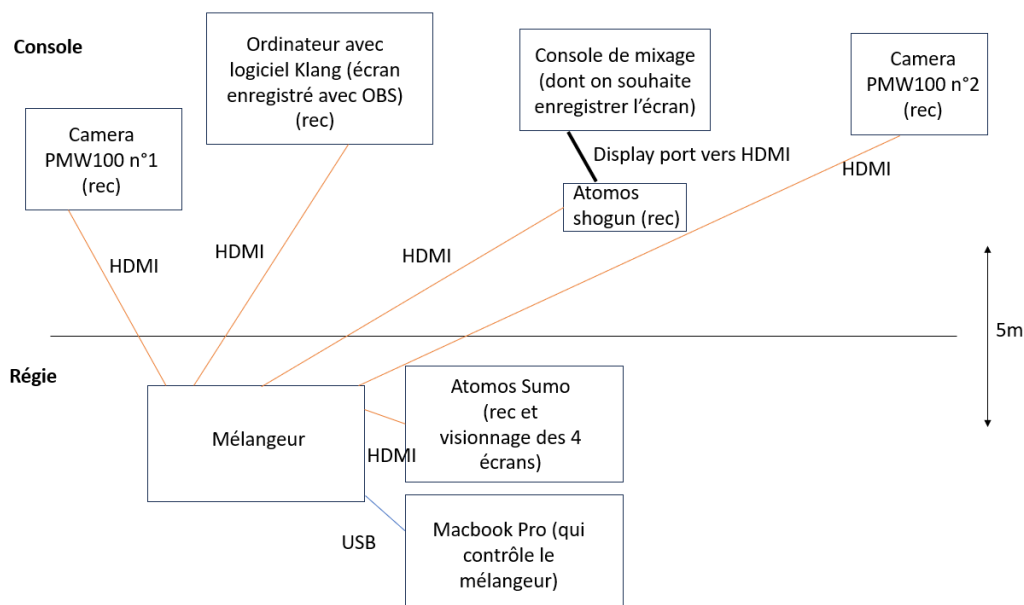 Console
Camera
PMW100 n°1
(rec)
Ordinateur avec
logiciel Klang (écran
enregistré avec OBS)
(rec)
Console de mixage
(dont on souhaite
enregistrer l'écran)
Camera
PMW100 n°2
(rec)
Display port vers HDMI
Atomos
shogun (rec)
HDMI
HDMI
HDMI
HDMI
5m
Régie
Mélangeur
Atomos Sumo
(rec et
visionnage des 4
écrans)
HDMI
USB
Macbook Pro (qui
contrôle le
mélangeur)